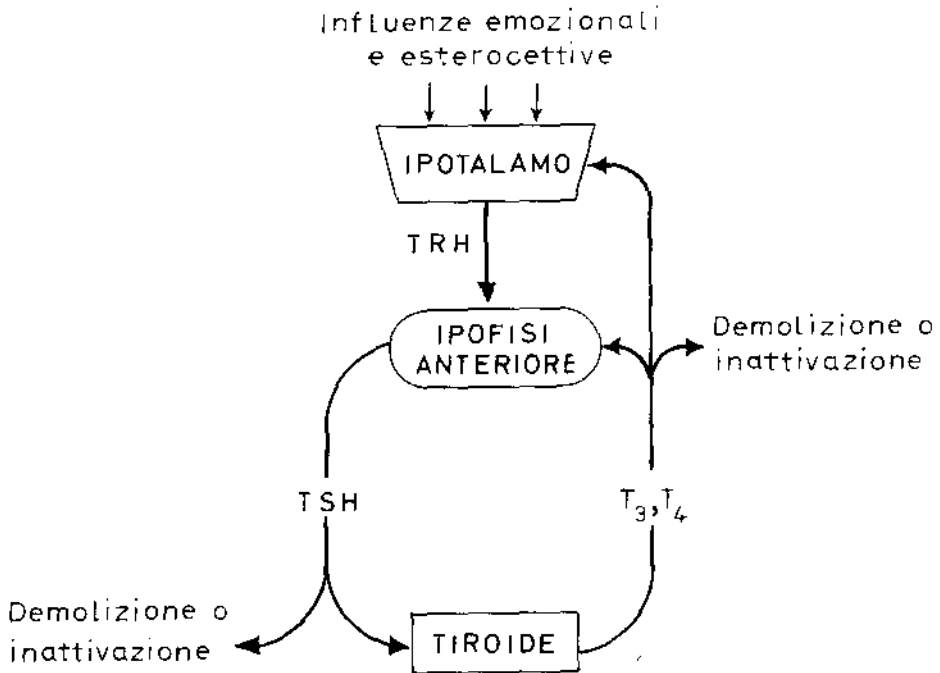 Influenze emozionali
e esterocettive
IPOTALAMO
TRH
IPOFISI
ANTERIORE
Demolizione o
inattivazione
TSH
T₃,T₄
Demolizione o
inattivazione
TIROIDE